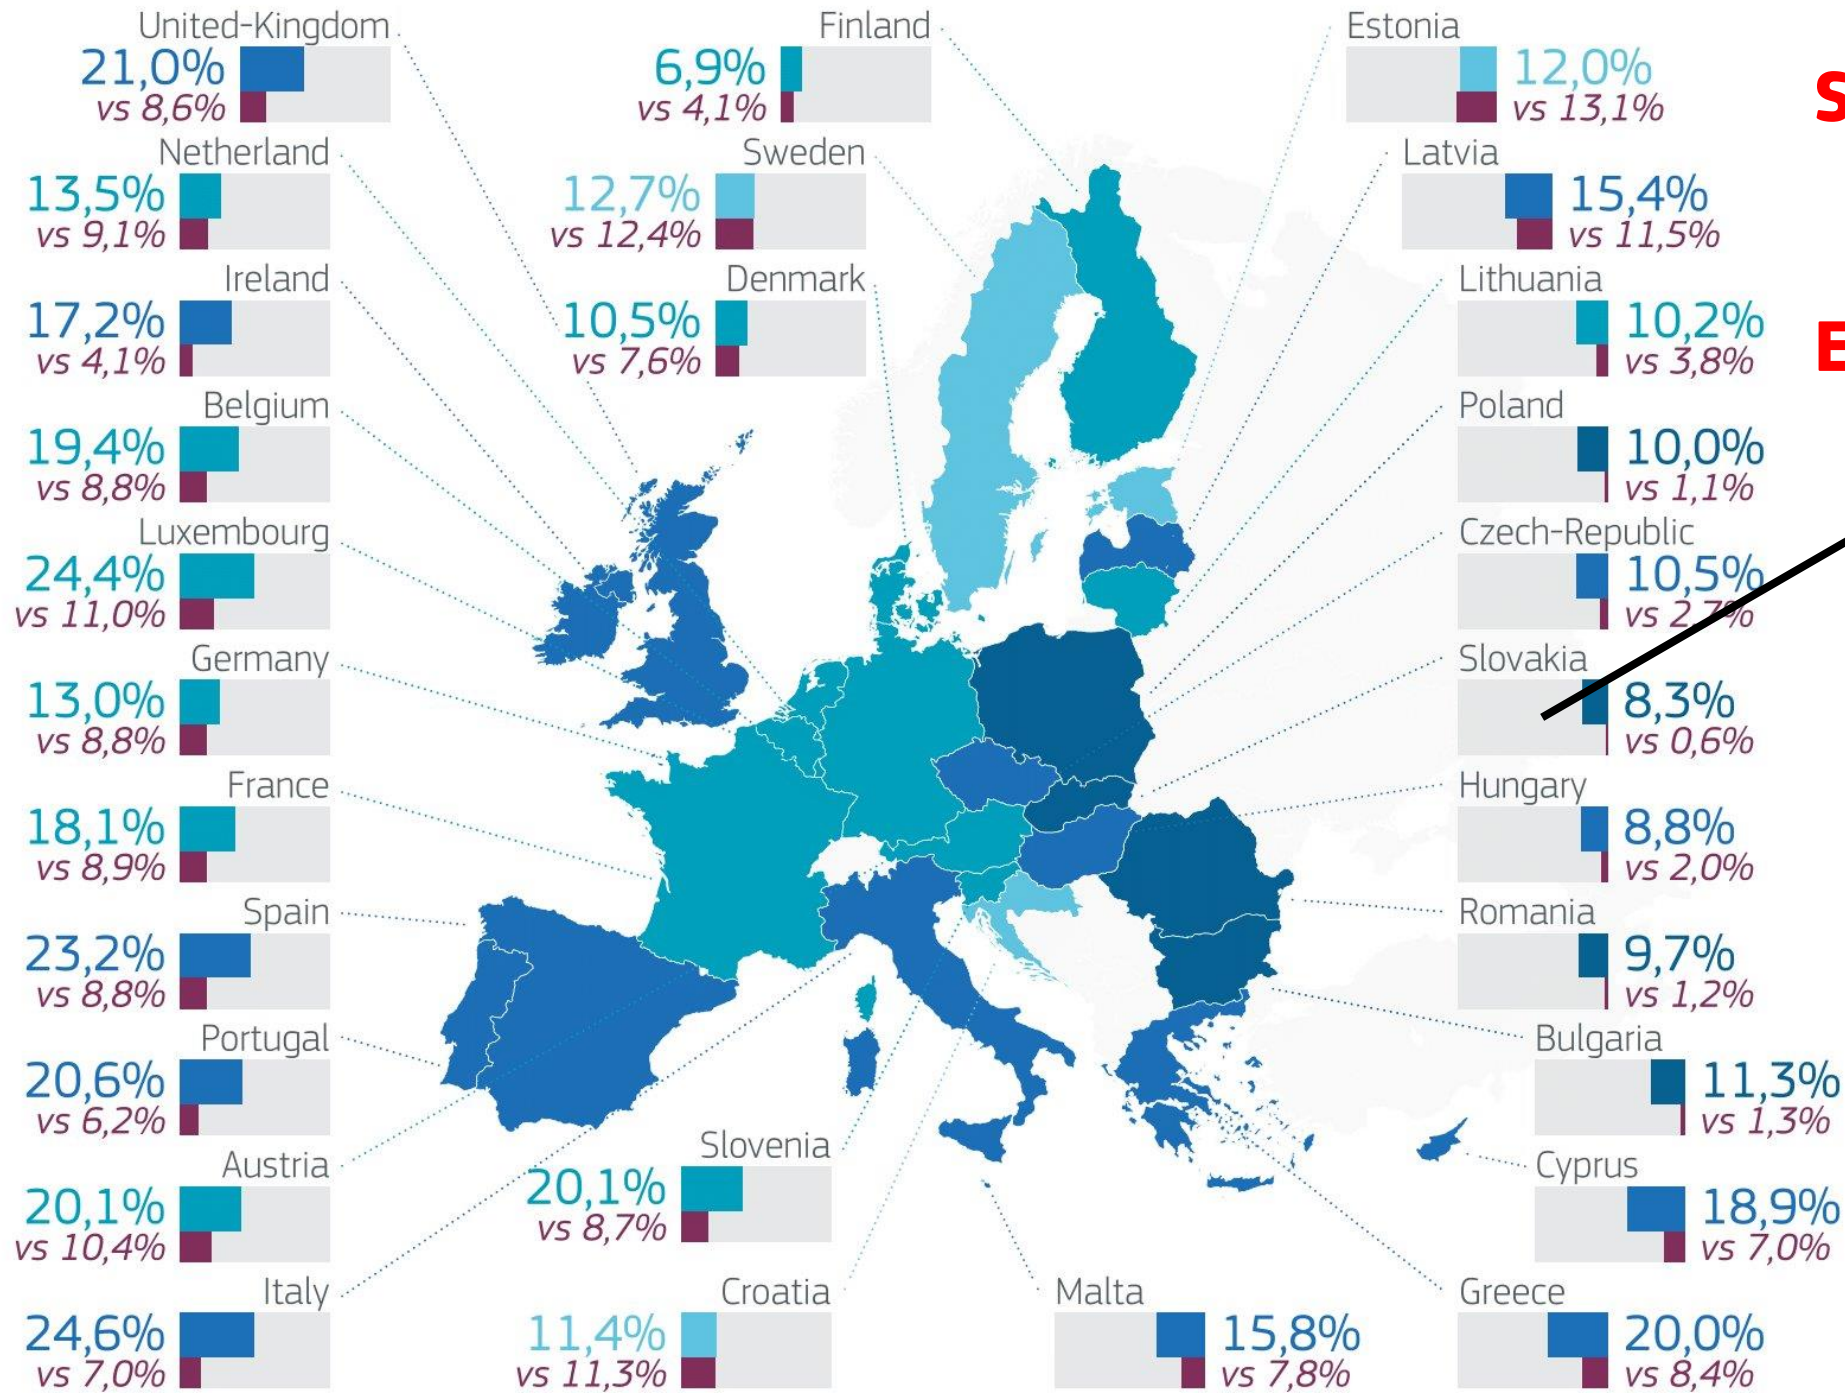 United-Kingdom
21,0%
vs 8,6%
Netherland
13,5%
vs 9,1%
Ireland
17,2%
vs 4,1%
Belgium
19,4%
vs 8,8%
Luxembourg
24,4%
vs 11,0%
Germany
13,0%
vs 8,8%
France
18,1%
vs 8,9%
Spain
23,2%
vs 8,8%
Portugal
20,6%
vs 6,2%
Austria
20,1%
vs 10,4%
Italy
24,6%
vs 7,0%
Finland
6,9%
vs 4,1%
Sweden
12,7%
vs 12,4%
Denmark
10,5%
vs 7,6%
Slovenia
20,1%
vs 8,7%
Croatia
11,4%
vs 11,3%
Malta
15,8%
vs 7,8%
Estonia
12,0%
vs 13,1%
Latvia
15,4%
vs 11,5%
Lithuania
10,2%
vs 3,8%
Poland
10,0%
vs 1,1%
Czech-Republic
10,5%
vs 2,7%
Slovakia
8,3%
vs 0,6%
Hungary
8,8%
vs 2,0%
Romania
9,7%
vs 1,2%
Bulgaria
11,3%
vs 1,3%
Cyprus
18,9%
vs 7,0%
Greece
20,0%
vs 8,4%